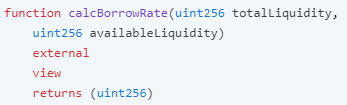 function calcBorrowRate(uint256 totalLiquidity,
uint256 availableLiquidity)
external
view
returns (uint256)